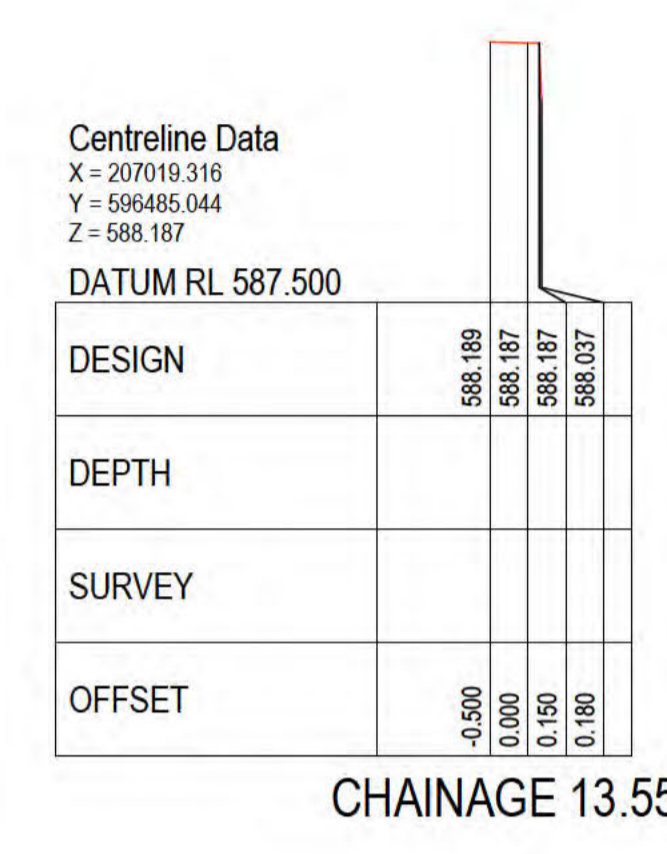 Centreline Data
X = 207019.316
Y = 596485.044
Z = 588.187
DATUM RL 587.500
DESIGN 588.189 588.187 588.187 588.037
DEPTH
SURVEY
OFFSET -0.500 0.000 0.150 0.180
CHAINAGE 13.55